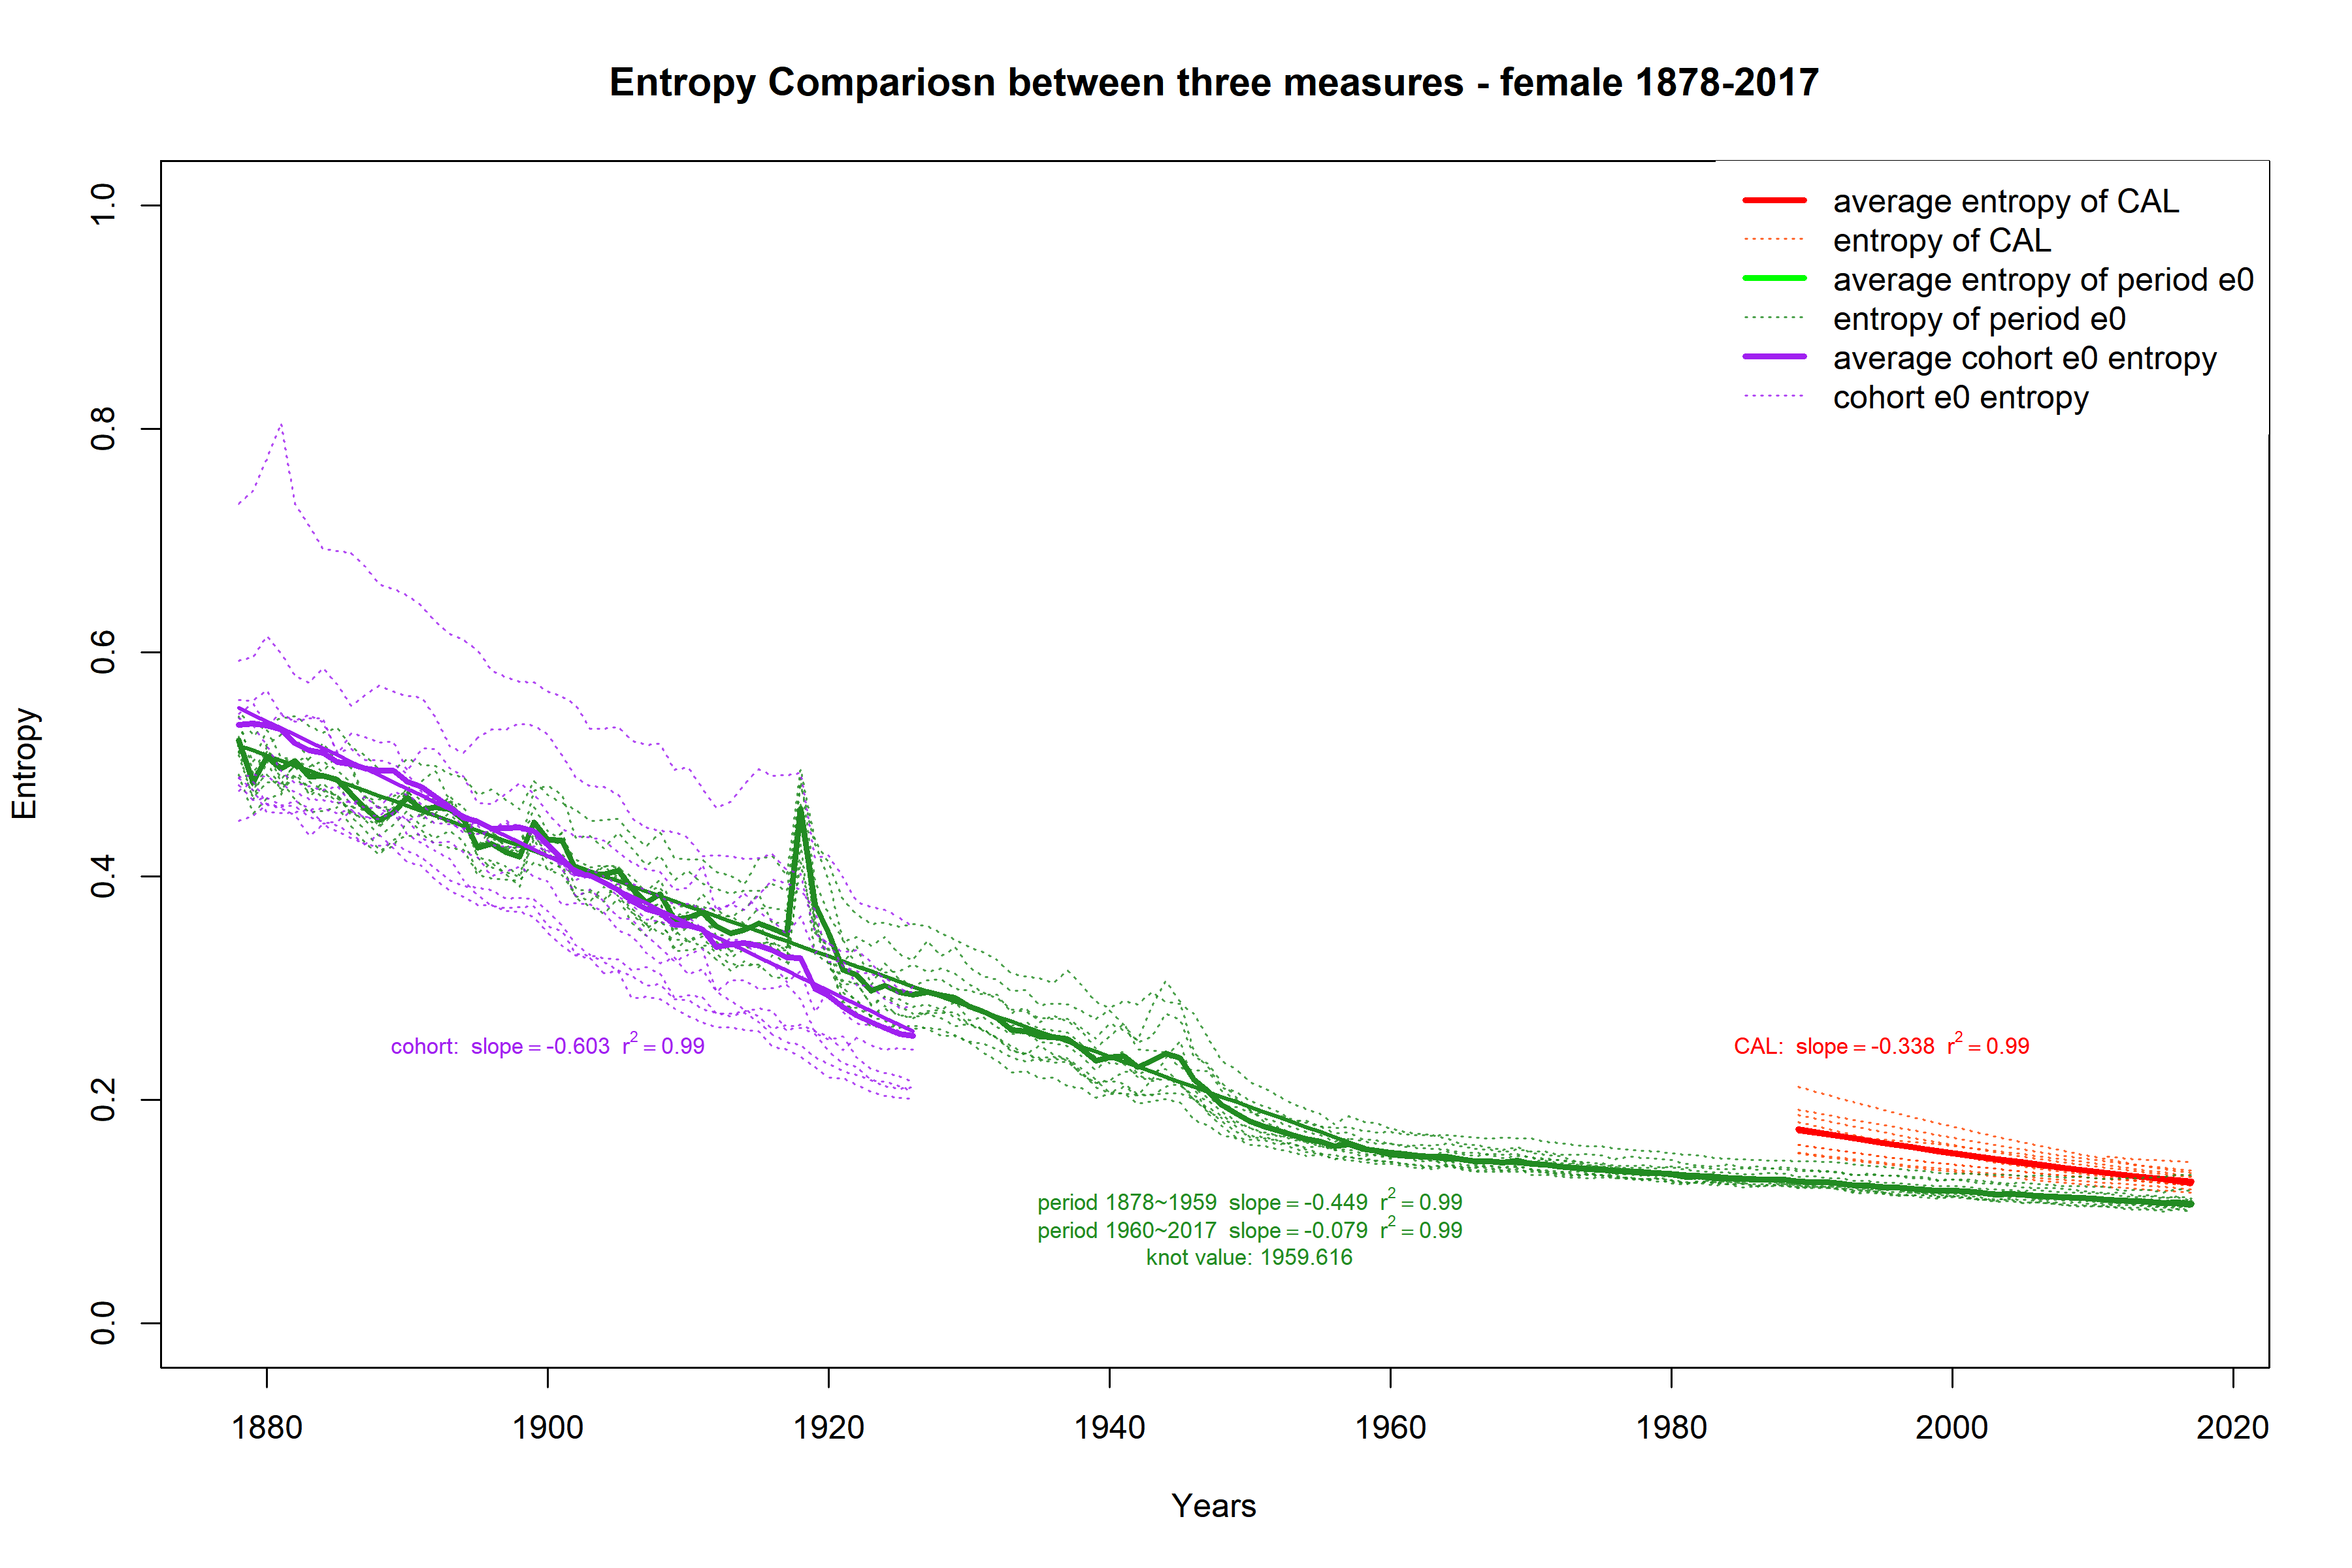 Entropy Compariosn between three measures - female 1878-2017
average entropy of CAL
entropy of CAL
average entropy of period e0
entropy of period e0
average cohort e0 entropy
cohort e0 entropy
1.0
0.8
0.6
0.4
0.2
0.0
Entropy
cohort: slope = -0.603 r² = 0.99
CAL: slope = -0.338 r² = 0.99
period 1878~1959 slope = -0.449 r² = 0.99
period 1960~2017 slope = -0.079 r² = 0.99
knot value: 1959.616
1880 1900 1920 1940 1960 1980 2000 2020
Years